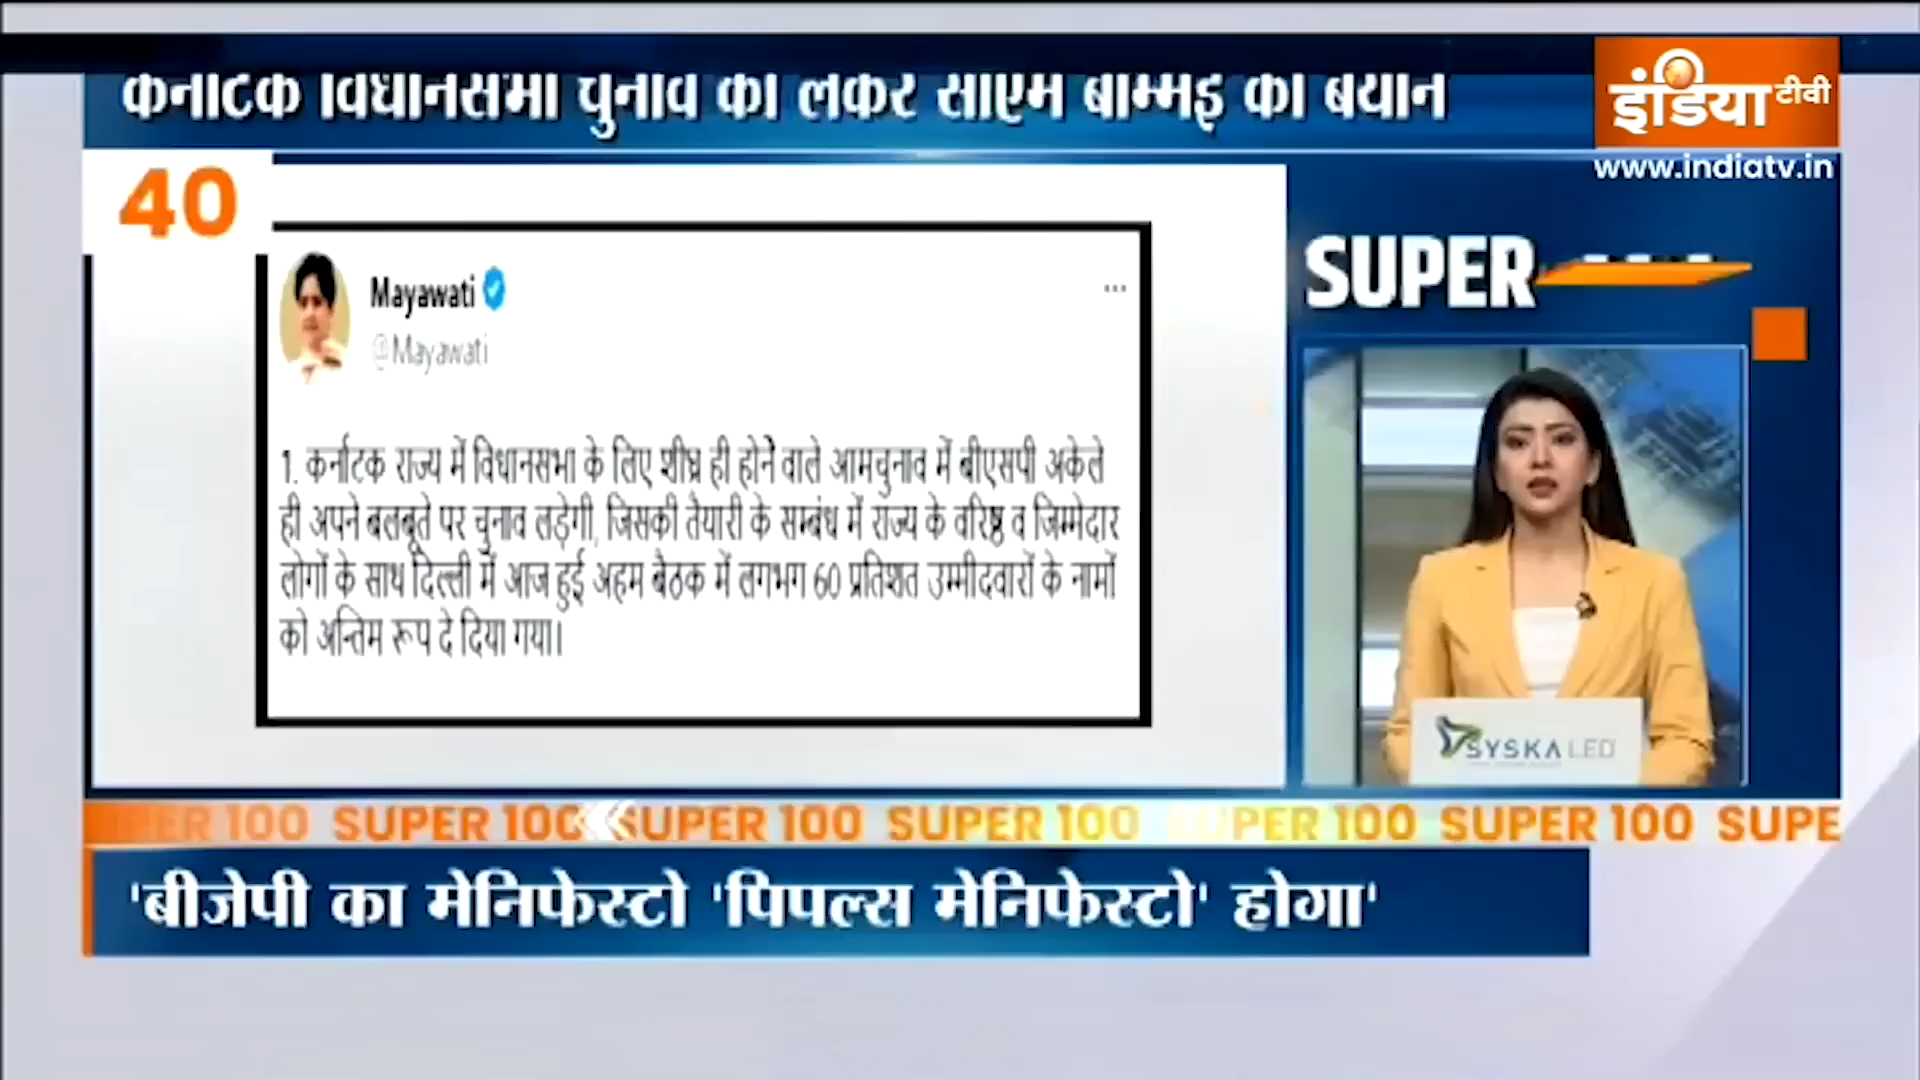 कर्नाटक विधानसभा चुनाव को लेकर सीएम बोम्मई का बयान
इंडिया टीवी
www.indiatv.in
40
Mayawati
@Mayawati
1. कर्नाटक राज्य में विधानसभा के लिए शीघ्र ही होने वाले आमचुनाव में बीएसपी अकेले
ही अपने बलबूते पर चुनाव लड़ेगी, जिसकी तैयारी के सम्बंध में राज्य के वरिष्ठ व जिम्मेदार
लोगों के साथ दिल्ली में आज हुई अहम बैठक में लगभग 60 प्रतिशत उम्मीदवारों के नामों
को अन्तिम रूप दे दिया गया।
SUPER
SYSKA LED
PER 100 SUPER 100 SUPER 100 SUPER 100 SUPER 100 SUPER 100 SUPE
'बीजेपी का मेनिफेस्टो 'पिपल्स मेनिफेस्टो' होगा'